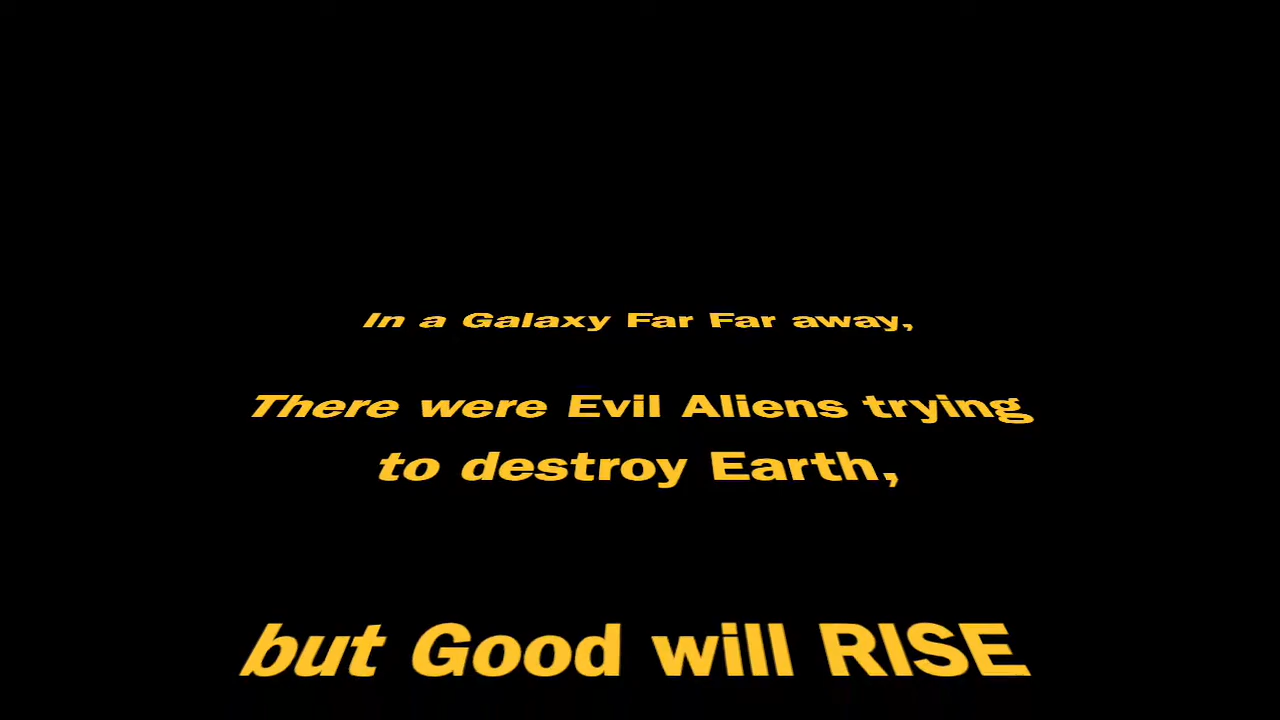 In a Galaxy Far Far away,
There were Evil Aliens trying
to destroy Earth,
but Good will RISE